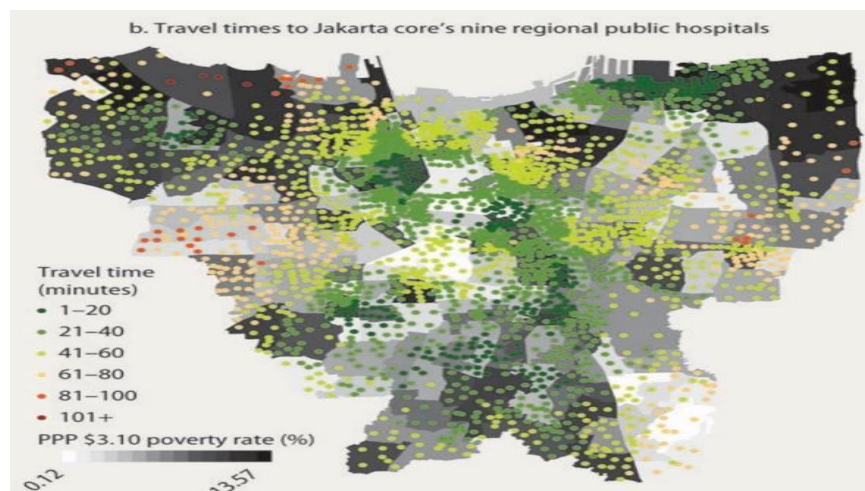 b. Travel times to Jakarta core's nine regional public hospitals
Travel time
(minutes)
1–20
21–40
41–60
61–80
81–100
101+
PPP $3.10 poverty rate (%)
0.12
13.57